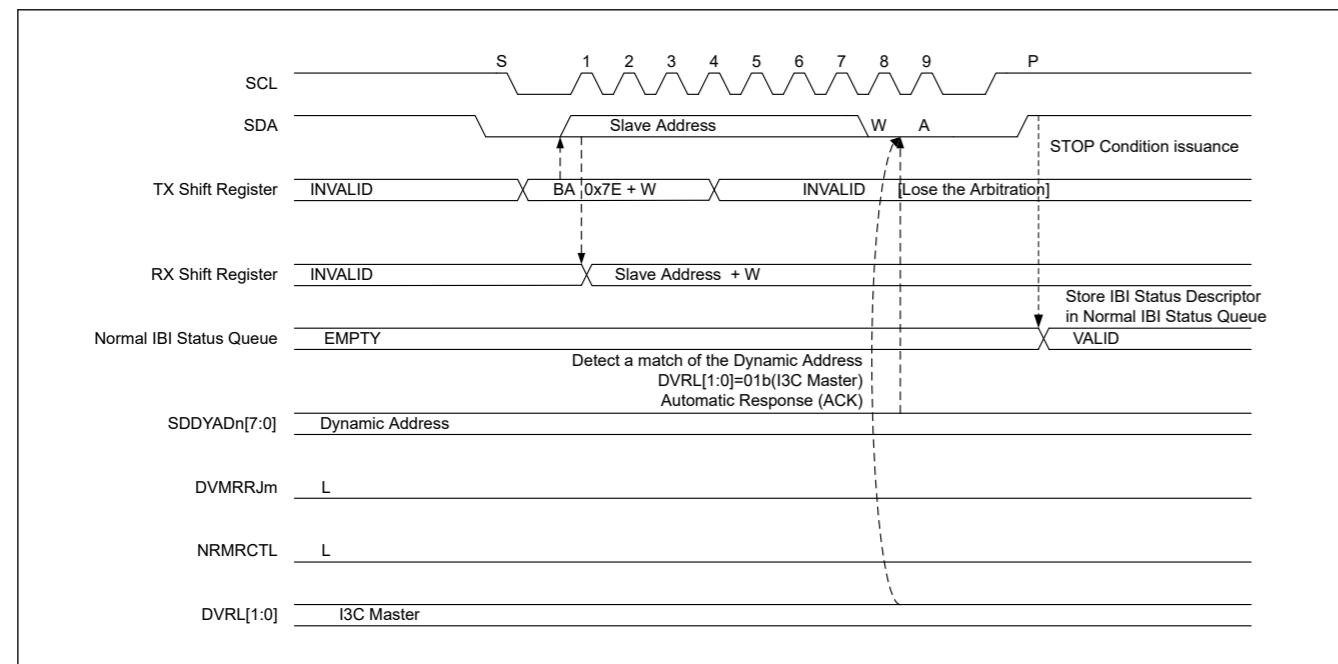 S 1 2 3 4 5 6 7 8 9 P
SCL
SDA Slave Address W A
STOP Condition issuance
TX Shift Register INVALID BA 0x7E + W INVALID [Lose the Arbitration]
RX Shift Register INVALID Slave Address + W
Store IBI Status Descriptor
in Normal IBI Status Queue
Normal IBI Status Queue EMPTY VALID
Detect a match of the Dynamic Address
DVRL[1:0]=01b(I3C Master)
Automatic Response (ACK)
SDDYADn[7:0] Dynamic Address
DVMRRJm L
NRMRCTL L
DVRL[1:0] I3C Master